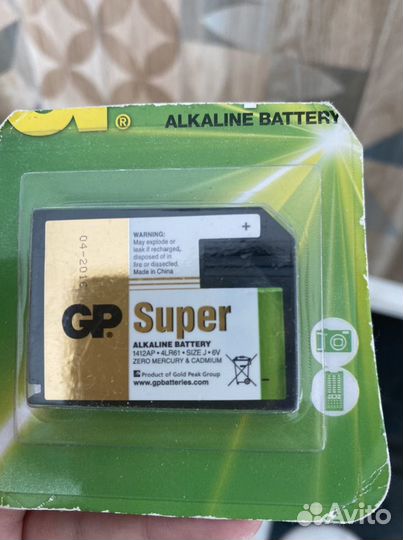 GP®
ALKALINE BATTERY
WARNING:
May explode or
leak if recharged,
disposed of in
fire or dissected.
Made in China
+
GP Super
ALKALINE BATTERY
1412AP • 4LR61 • SIZE J • 6V
ZERO MERCURY & CADMIUM
Product of Gold Peak Group
www.gpbatteries.com
-
Avito